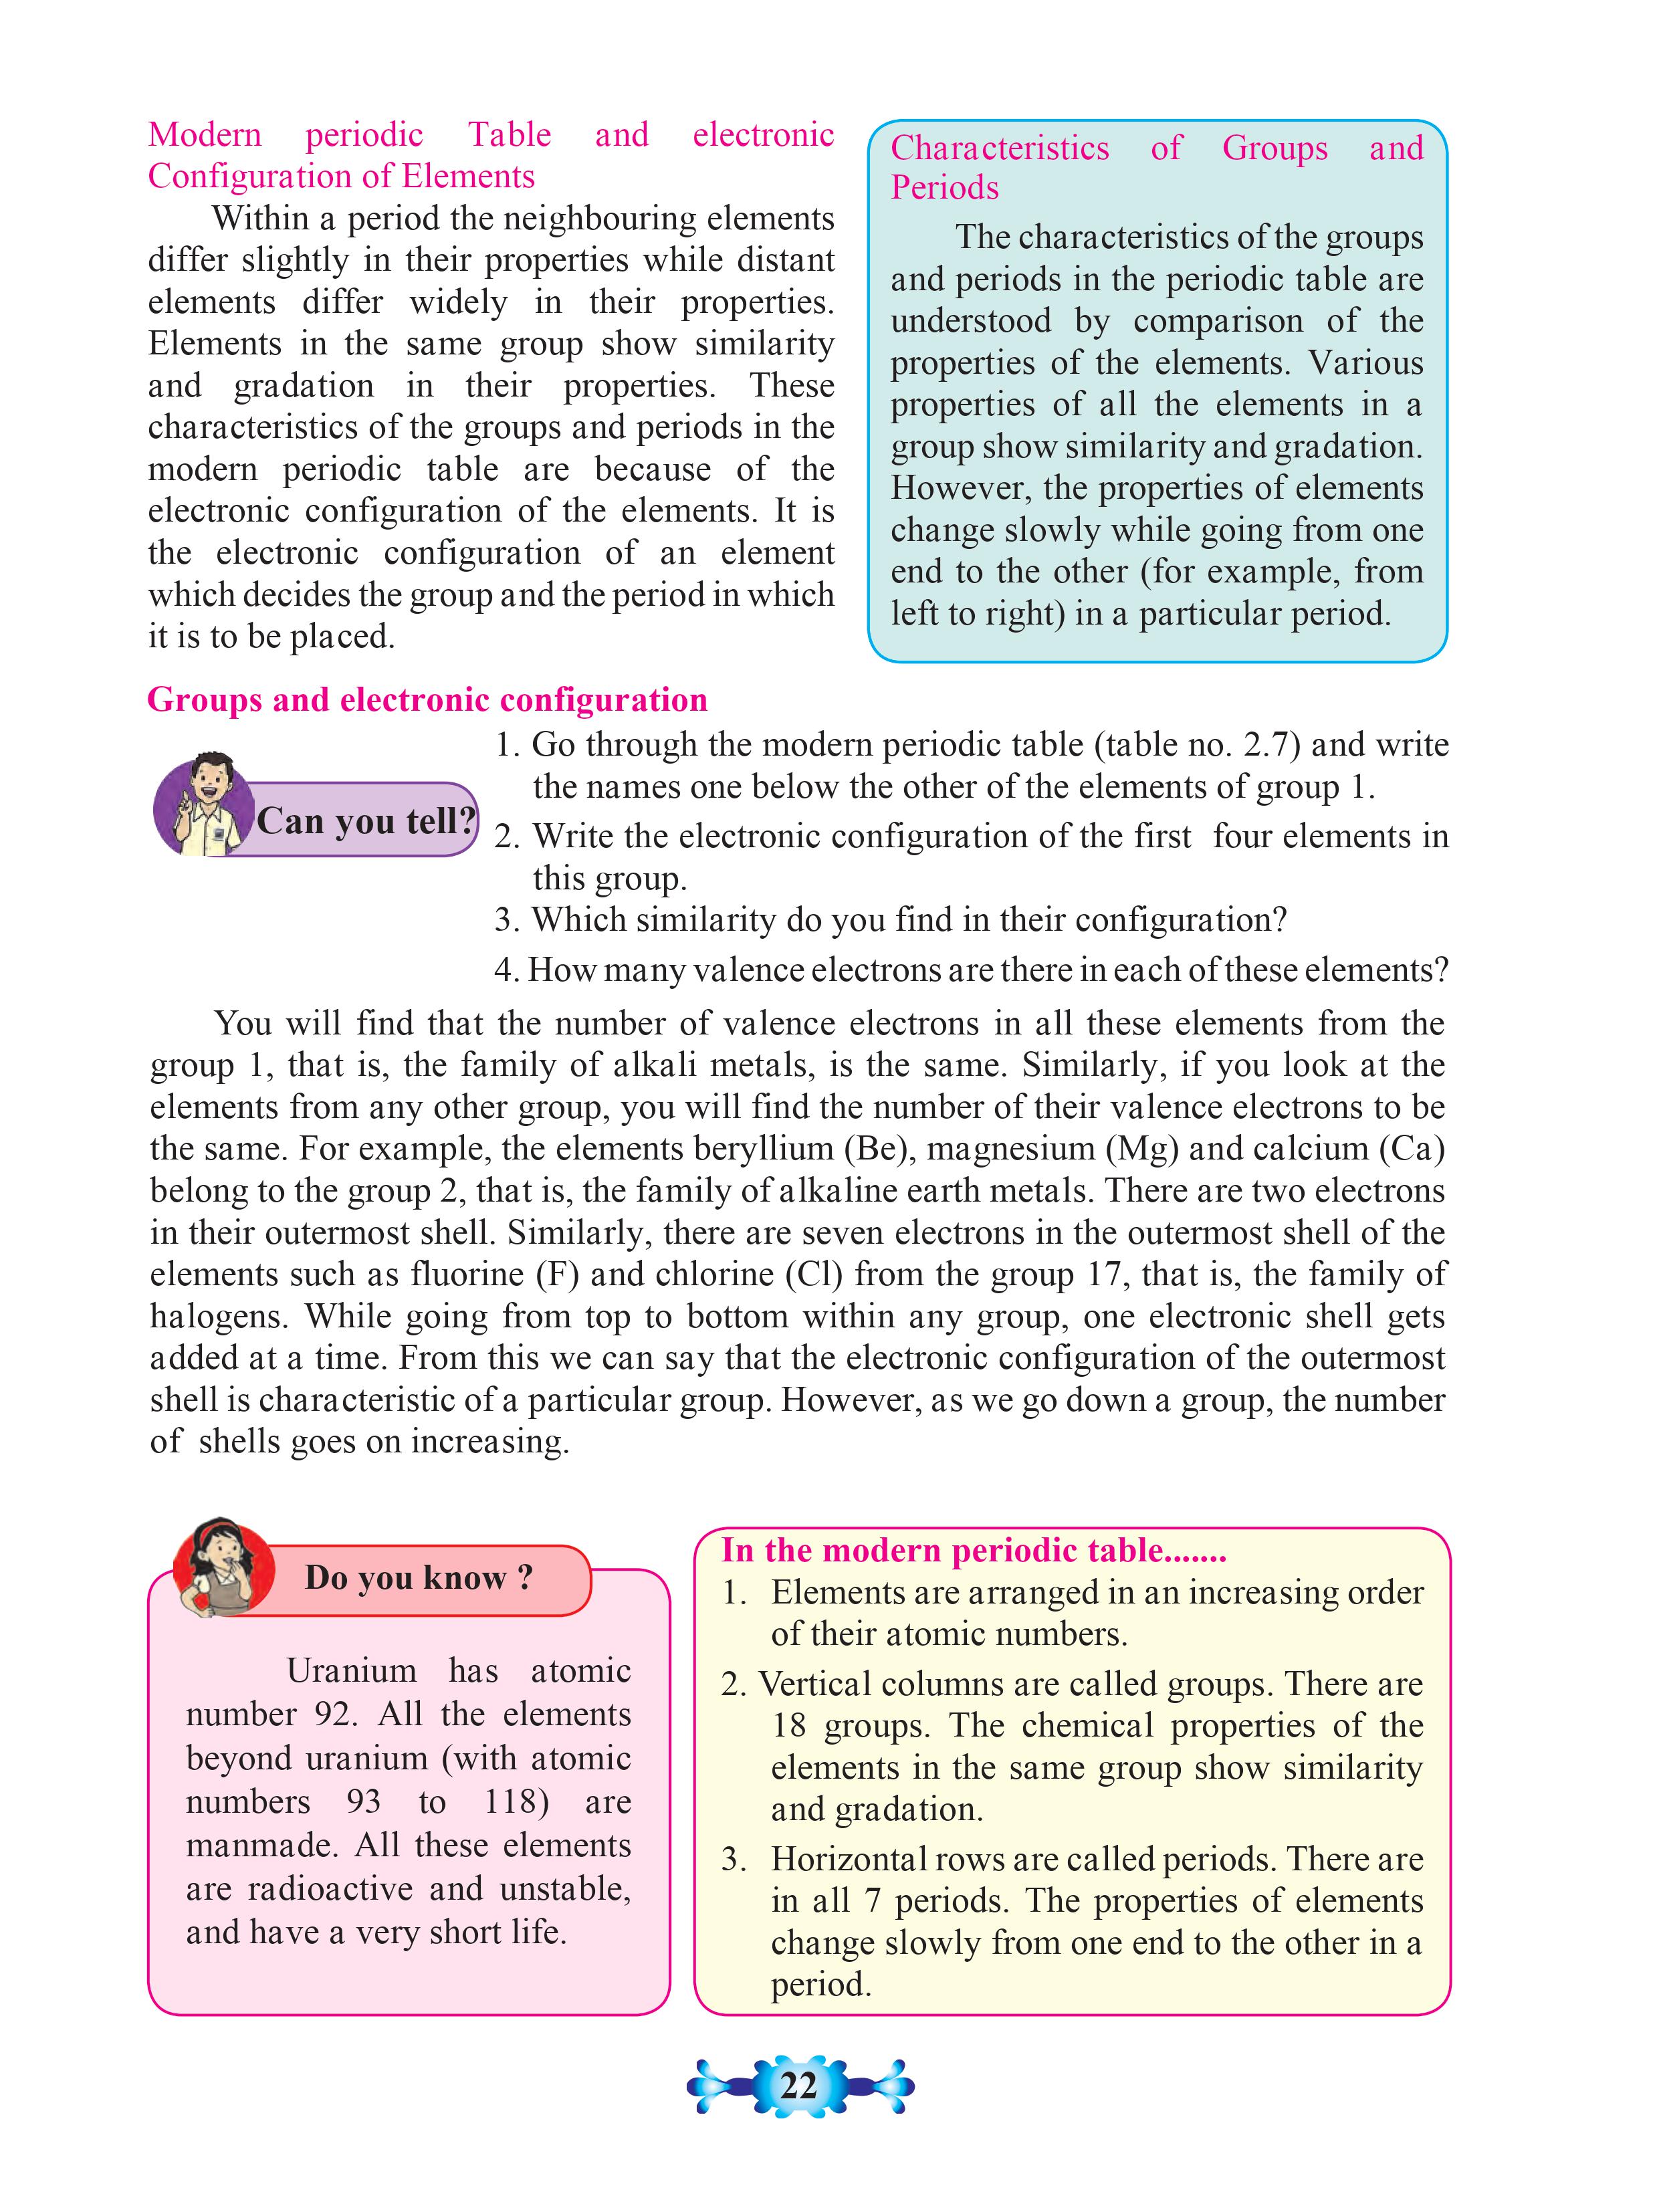 Modern periodic Table and electronic
Configuration of Elements
Within a period the neighbouring elements
differ slightly in their properties while distant
elements differ widely in their properties.
Elements in the same group show similarity
and gradation in their properties. These
characteristics of the groups and periods in the
modern periodic table are because of the
electronic configuration of the elements. It is
the electronic configuration of an element
which decides the group and the period in which
it is to be placed.
Characteristics of Groups and
Periods
The characteristics of the groups
and periods in the periodic table are
understood by comparison of the
properties of the elements. Various
properties of all the elements in a
group show similarity and gradation.
However, the properties of elements
change slowly while going from one
end to the other (for example, from
left to right) in a particular period.
Groups and electronic configuration
Can you tell?
1. Go through the modern periodic table (table no. 2.7) and write
the names one below the other of the elements of group 1.
2. Write the electronic configuration of the first four elements in
this group.
3. Which similarity do you find in their configuration?
4. How many valence electrons are there in each of these elements?
You will find that the number of valence electrons in all these elements from the
group 1, that is, the family of alkali metals, is the same. Similarly, if you look at the
elements from any other group, you will find the number of their valence electrons to be
the same. For example, the elements beryllium (Be), magnesium (Mg) and calcium (Ca)
belong to the group 2, that is, the family of alkaline earth metals. There are two electrons
in their outermost shell. Similarly, there are seven electrons in the outermost shell of the
elements such as fluorine (F) and chlorine (Cl) from the group 17, that is, the family of
halogens. While going from top to bottom within any group, one electronic shell gets
added at a time. From this we can say that the electronic configuration of the outermost
shell is characteristic of a particular group. However, as we go down a group, the number
of shells goes on increasing.
Do you know ?
Uranium has atomic
number 92. All the elements
beyond uranium (with atomic
numbers 93 to 118) are
manmade. All these elements
are radioactive and unstable,
and have a very short life.
In the modern periodic table.......
1. Elements are arranged in an increasing order
of their atomic numbers.
2. Vertical columns are called groups. There are
18 groups. The chemical properties of the
elements in the same group show similarity
and gradation.
3. Horizontal rows are called periods. There are
in all 7 periods. The properties of elements
change slowly from one end to the other in a
period.
22